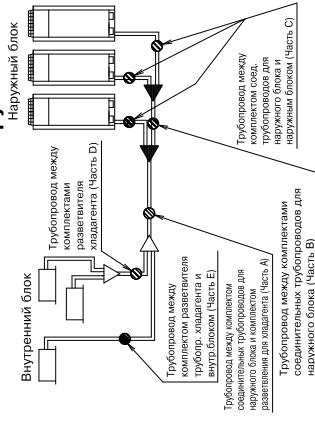 Наружный блок
Трубопровод между
комплектом соед.
трубопроводов для
наружного блока и
наружным блоком (Часть C)
Трубопровод между
комплектами
разветвителя
хладагента (Часть D)
Внутренний блок
Трубопровод между
комплектом разветвителя
трубопр. хладагента и
внутр.блоком (Часть E)
Трубопровод между комплектом
соединительных трубопроводов для
наружного блока и комплектом
разветвления для хладагента (Часть A)
Трубопровод между комплектами
соединительных трубопроводов для
наружного блока (Часть B)